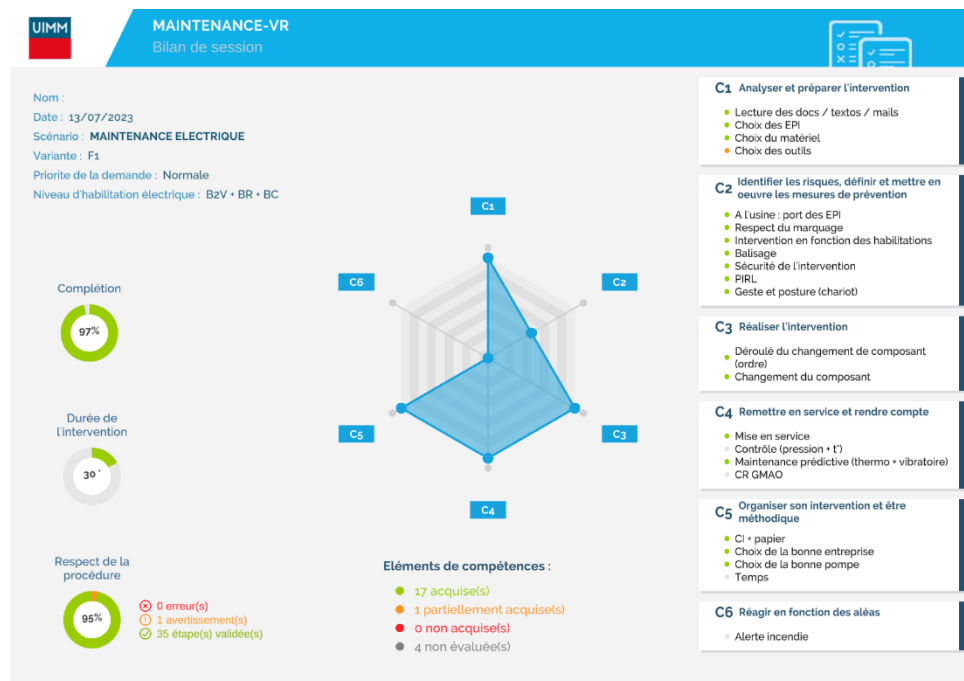 UIMM
MAINTENANCE-VR
Bilan de session
Nom :
Date : 13/07/2023
Scénario : MAINTENANCE ELECTRIQUE
Variante : F1
Priorite de la demande : Normale
Niveau d'habilitation électrique : B2V + BR + BC
Complétion
97%
Durée de
l'intervention
30 '
Respect de la
procédure
95%
0 erreur(s)
1 avertissement(s)
35 étape(s) validée(s)
C1
C2
C3
C4
C5
C6
Eléments de compétences :
17 acquise(s)
1 partiellement acquise(s)
0 non acquise(s)
4 non évaluée(s)
C1 Analyser et préparer l'intervention
Lecture des docs / textos / mails
Choix des EPI
Choix du matériel
Choix des outils
C2 Identifier les risques, définir et mettre en
oeuvre les mesures de prévention
A l'usine : port des EPI
Respect du marquage
Intervention en fonction des habilitations
Balisage
Sécurité de l'intervention
PIRL
Geste et posture (chariot)
C3 Réaliser l'intervention
Déroulé du changement de composant
(ordre)
Changement du composant
C4 Remettre en service et rendre compte
Mise en service
Contrôle (pression + t°)
Maintenance prédictive (thermo + vibratoire)
CR GMAO
C5 Organiser son intervention et être
méthodique
CI + papier
Choix de la bonne entreprise
Choix de la bonne pompe
Temps
C6 Réagir en fonction des aléas
Alerte incendie